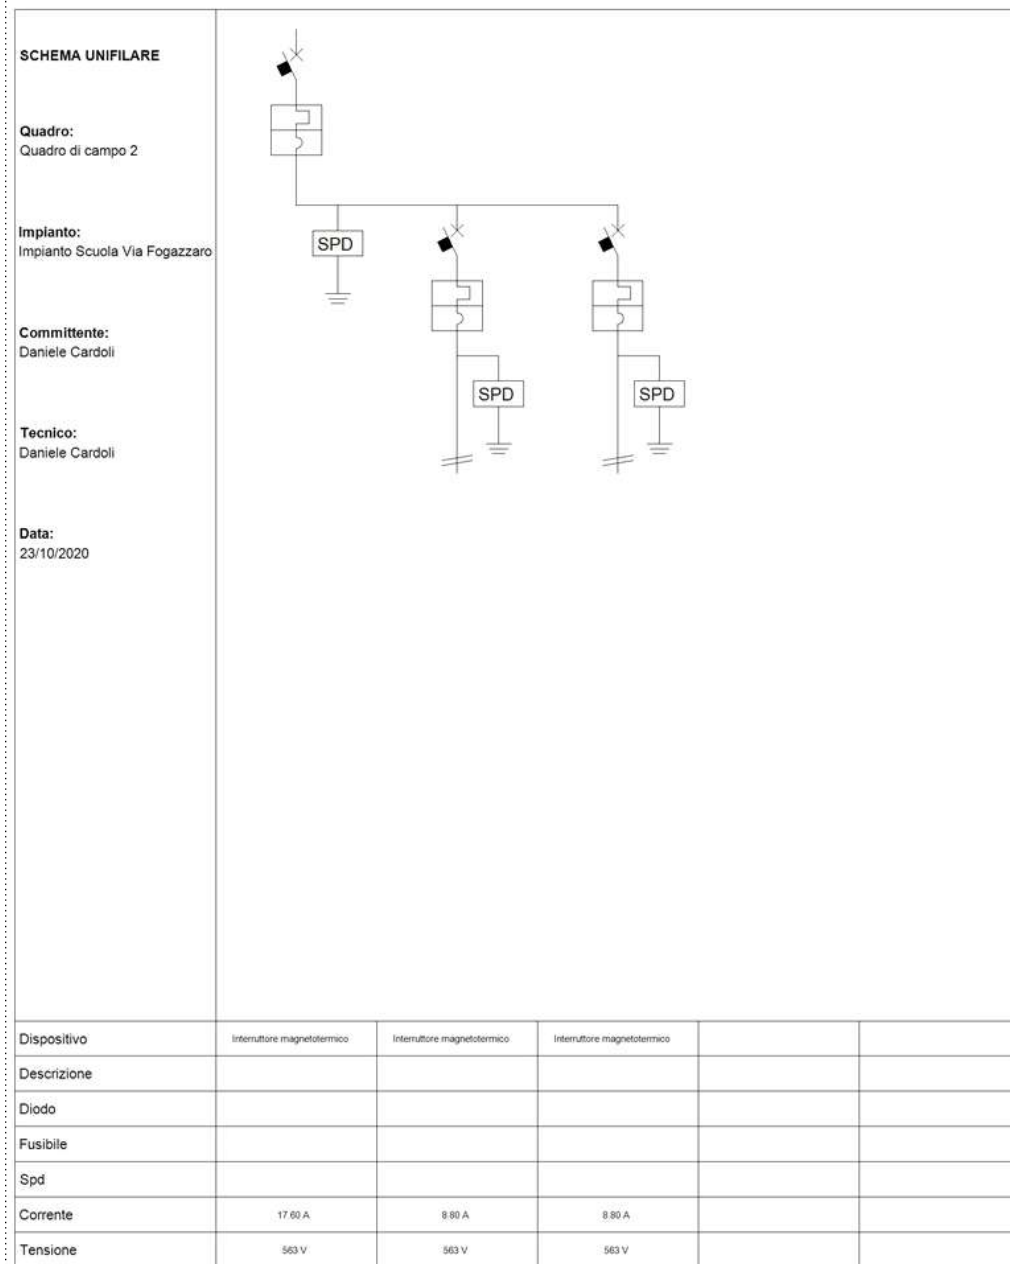 SCHEMA UNIFILARE
Quadro:
Quadro di campo 2
Impianto:
Impianto Scuola Via Fogazzaro
Committente:
Daniele Cardoli
Tecnico:
Daniele Cardoli
Data:
23/10/2020
SPD
SPD SPD
Dispositivo Interruttore magnetotermico Interruttore magnetotermico Interruttore magnetotermico
Descrizione
Diodo
Fusibile
Spd
Corrente 17.60 A 8.80 A 8.80 A
Tensione 563 V 563 V 563 V